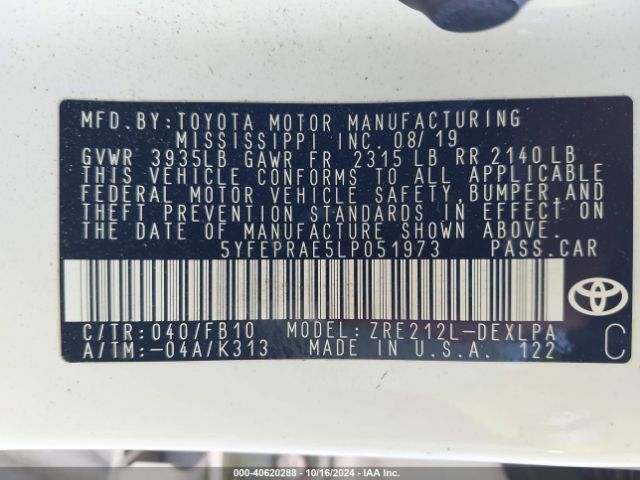 MFD.BY:TOYOTA MOTOR MANUFACTURING
MISSISSIPPI INC. 08/19
GVWR 3935LB GAWR FR 2315 LB RR 2140 LB
THIS VEHICLE CONFORMS TO ALL APPLICABLE
FEDERAL MOTOR VEHICLE SAFETY,BUMPER,AND
THEFT PREVENTION STANDARDS IN EFFECT ON
THE DATE OF MANUFACTURE SHOWN ABOVE.
5YFEPRAE5LP051973 PASS.CAR
C/TR: 040/FB10 MODEL: ZRE212L-DEXLPA
A/TM:-04A/K313 MADE IN U.S.A. 122
C
000-40620288 - 10/16/2024 - IAA